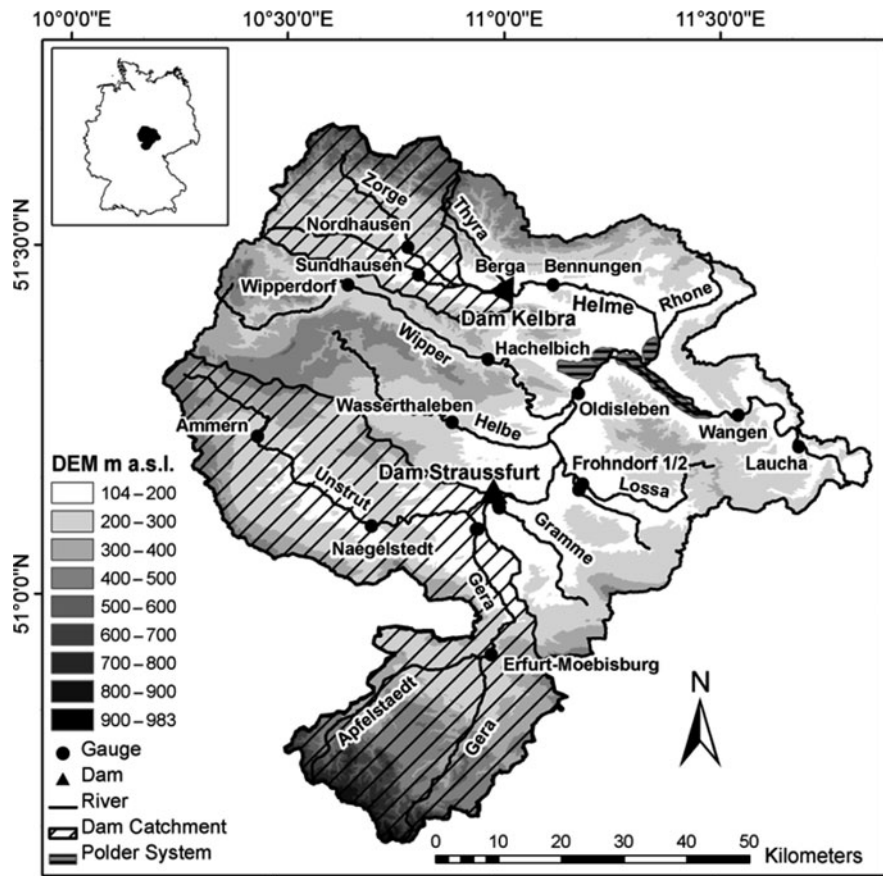 10°0'0"E
10°30'0"E
11°0'0"E
11°30'0"E
51°30'0"N
51°0'0"N
Zorge
Thyra
Nordhausen
Sundhausen
Berga
Bennungen
Wipperdorf
Helme
Rhone
Dam Kelbra
Wipper
Hachelbich
Wasserthaleben
Oldisleben
Ammern
Helbe
Wangen
Dam Straussfurt
Frohndorf 1/2
Laucha
Unstrut
Lossa
Naegelstedt
Gramme
Gera
Erfurt-Moebisburg
Apfelstaedt
Gera
N
DEM m a.s.l.
104–200
200–300
300–400
400–500
500–600
600–700
700–800
800–900
900–983
Gauge
Dam
River
Dam Catchment
Polder System
0 10 20 30 40 50
Kilometers